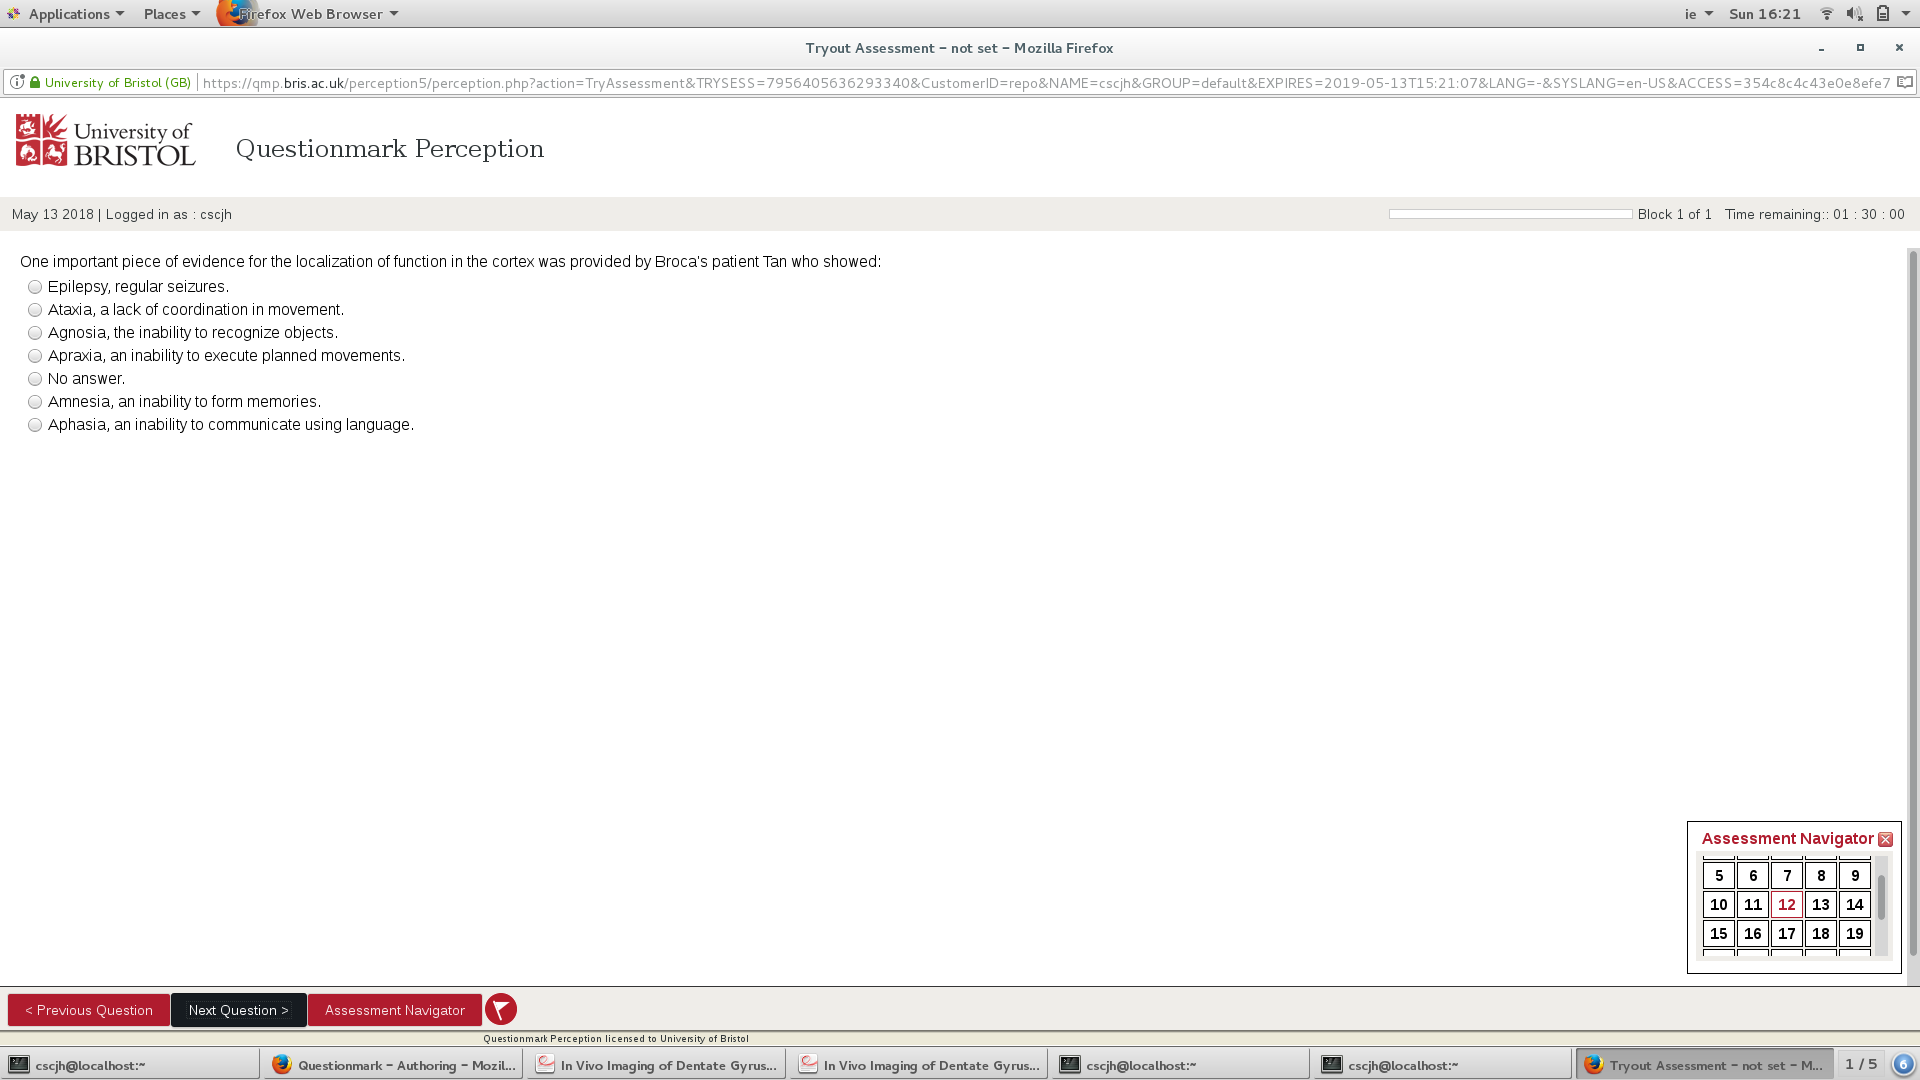 Applications Places Firefox Web Browser ie Sun 16:21
Tryout Assessment - not set - Mozilla Firefox
University of Bristol (GB) https://qmp.bris.ac.uk/perception5/perception.php?action=TryAssessment&TRYSESS=7956405636293340&CustomerID=repo&NAME=cscjh&GROUP=default&EXPIRES=2019-05-13T15:21:07&LANG=-&SYSLANG=en-US&ACCESS=354c8c4c43e0e8efe7
University of
BRISTOL
Questionmark Perception
May 13 2018 | Logged in as : cscjh Block 1 of 1 Time remaining:: 01 : 30 : 00
One important piece of evidence for the localization of function in the cortex was provided by Broca's patient Tan who showed:
Epilepsy, regular seizures.
Ataxia, a lack of coordination in movement.
Agnosia, the inability to recognize objects.
Apraxia, an inability to execute planned movements.
No answer.
Amnesia, an inability to form memories.
Aphasia, an inability to communicate using language.
Assessment Navigator
5 6 7 8 9
10 11 12 13 14
15 16 17 18 19
< Previous Question Next Question > Assessment Navigator
Questionmark Perception licensed to University of Bristol
cscjh@localhost:~ Questionmark - Authoring - Mozil... In Vivo Imaging of Dentate Gyrus... In Vivo Imaging of Dentate Gyrus... cscjh@localhost:~ cscjh@localhost:~ Tryout Assessment - not set - M... 1 / 5 6